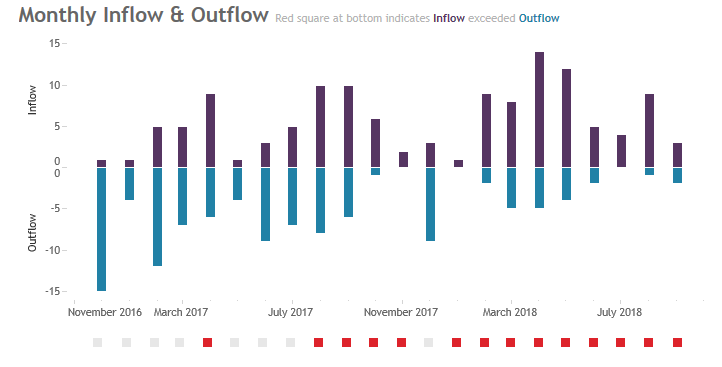 Monthly Inflow & Outflow Red square at bottom indicates Inflow exceeded Outflow
15
10
Inflow
5
0
0
-5
Outflow
-10
-15
November 2016 March 2017 July 2017 November 2017 March 2018 July 2018